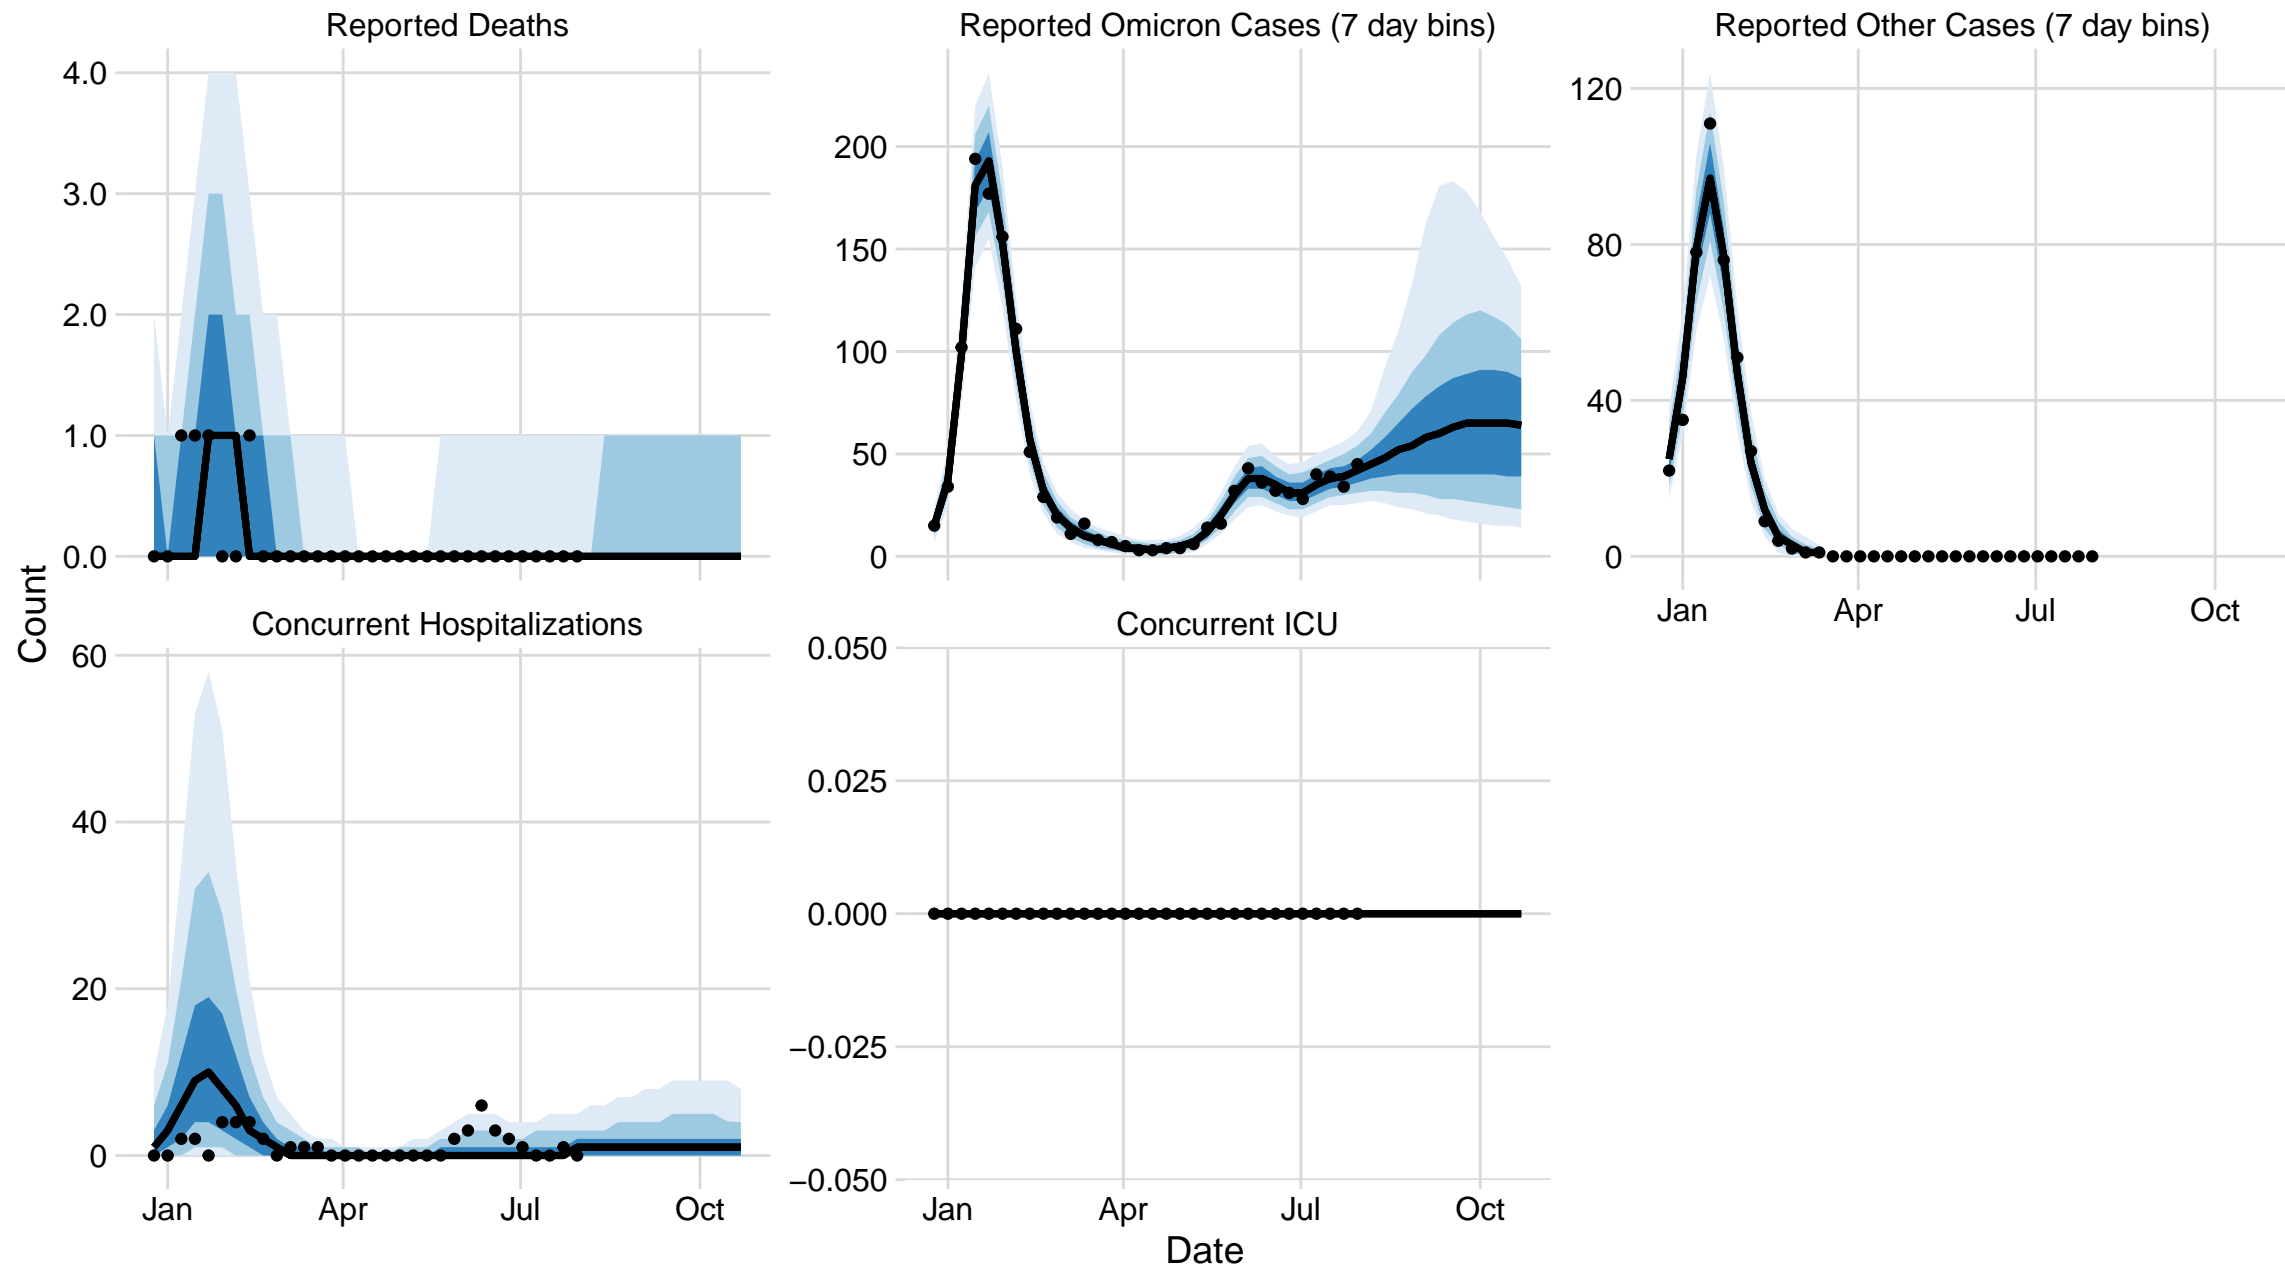 Reported Deaths
4.0
3.0
2.0
1.0
0.0
Reported Omicron Cases (7 day bins)
200
150
100
50
0
Reported Other Cases (7 day bins)
120
80
40
0
Jan Apr Jul Oct
Count
Concurrent Hospitalizations
60
40
20
0
Jan Apr Jul Oct
Concurrent ICU
0.050
0.025
0.000
−0.025
−0.050
Jan Apr Jul Oct
Date